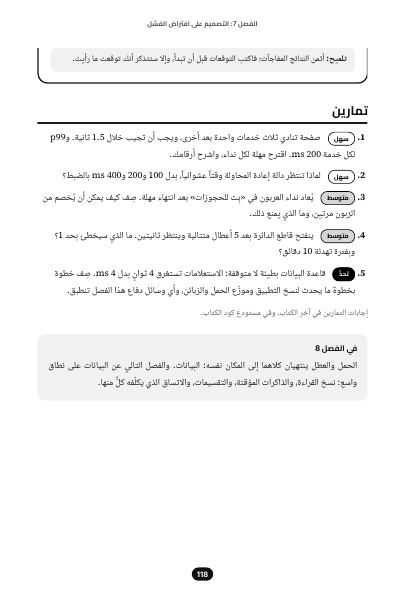 الفصل 7: التصميم على افتراض الفشل
تلميح: أثمن النتائج المفاجآت؛ فاكتب التوقعات قبل أن تبدأ، وإلا ستتذكر أنك توقعت ما رأيت.
تمارين
1. سهل صفحة تنادي ثلاث خدمات واحدة بعد أخرى، ويجب أن تجيب خلال 1.5 ثانية. وp99
لكل خدمة 200 ms. اقترح مهلة لكل نداء، واشرح أرقامك.
2. سهل لماذا تنتظر دالة إعادة المحاولة وقتاً عشوائياً، بدل 100 و200 و400 ms بالضبط؟
3. متوسط يُعاد نداء العربون في «بِت للحجوزات» بعد انتهاء مهلة. صِف كيف يمكن أن يُخصم من
الزبون مرتين، وما الذي يمنع ذلك.
4. متوسط ينفتح قاطع الدائرة بعد 5 أعطال متتالية وينتظر ثانيتين. ما الذي سيخطئ بحد 1؟
وبفترة تهدئة 10 دقائق؟
5. تحدٍّ قاعدة البيانات بطيئة لا متوقفة: الاستعلامات تستغرق 4 ثوانٍ بدل 4 ms. صِف خطوة
بخطوة ما يحدث لنسخ التطبيق وموزّع الحمل والزبائن، وأي وسائل دفاع هذا الفصل تنطبق.
إجابات التمارين في آخر الكتاب، وفي مستودع كود الكتاب.
في الفصل 8
الحمل والعطل ينتهيان كلاهما إلى المكان نفسه: البيانات. والفصل التالي عن البيانات على نطاق
واسع: نسخ القراءة، والذاكرات المؤقتة، والتقسيمات، والاتساق الذي يكلّفه كلٌّ منها.
118